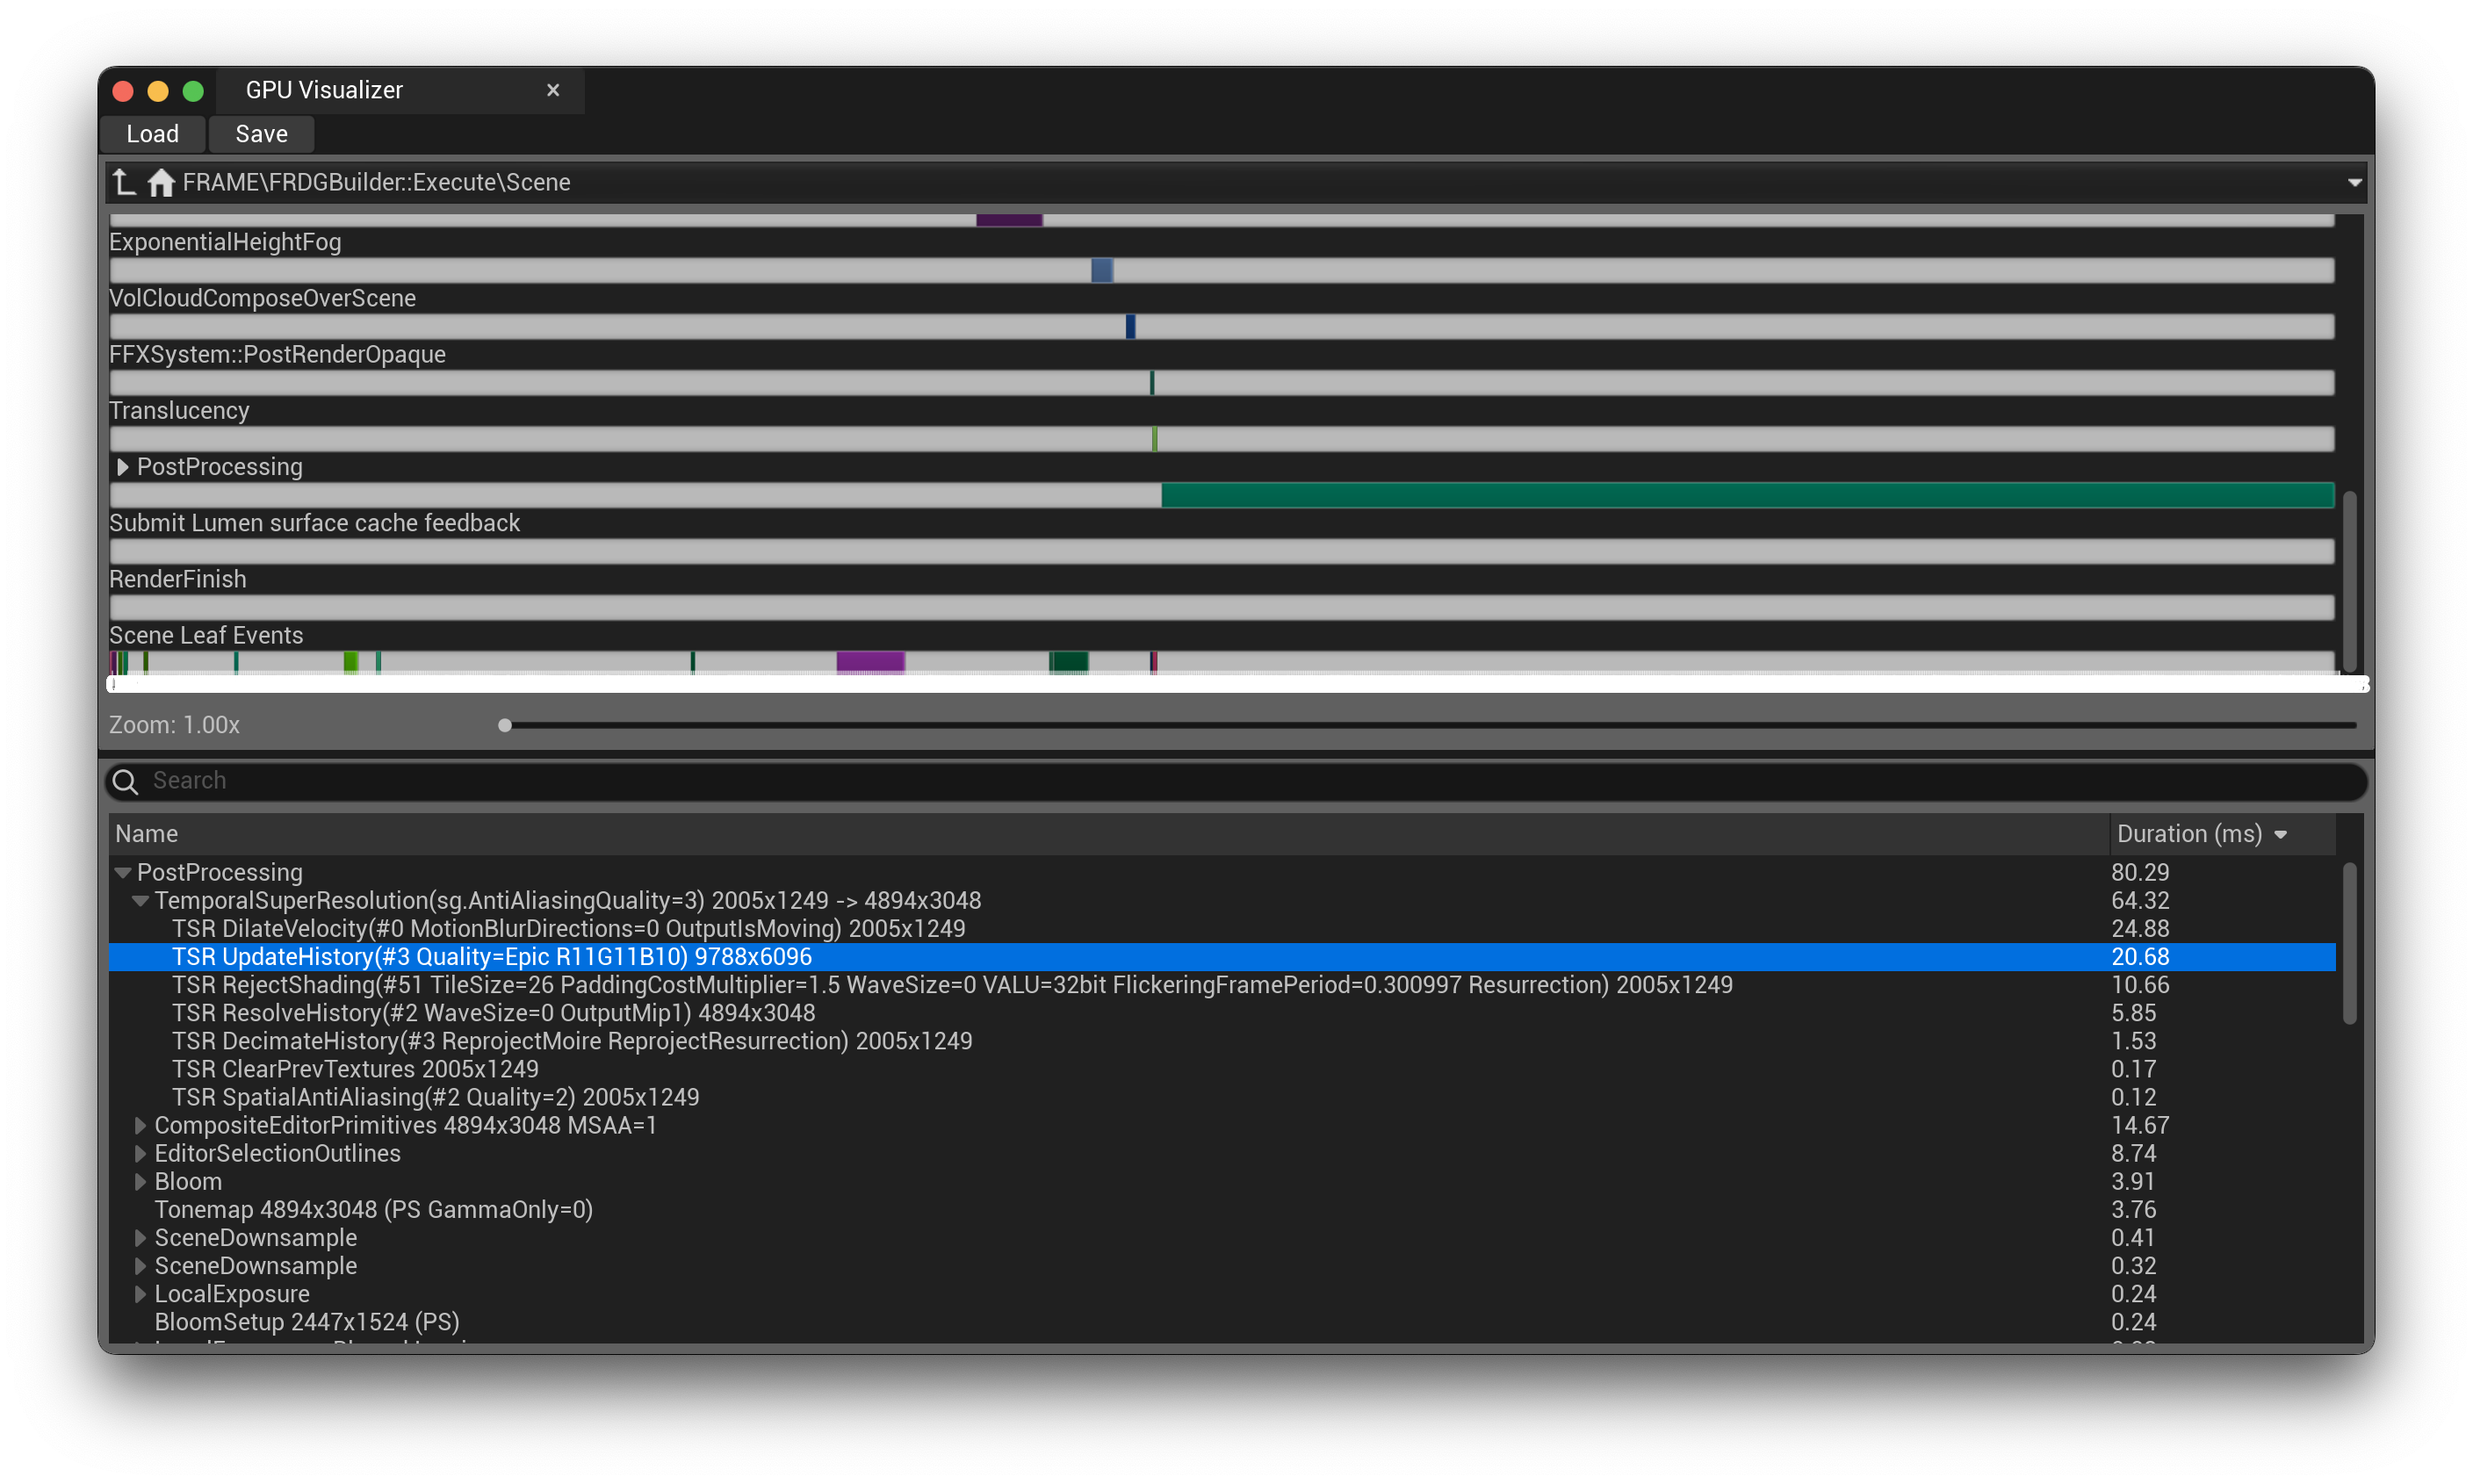 GPU Visualizer ×
Load Save
FRAME\FRDGBuilder::Execute\Scene
ExponentialHeightFog
VolCloudComposeOverScene
FFXSystem::PostRenderOpaque
Translucency
PostProcessing
Submit Lumen surface cache feedback
RenderFinish
Scene Leaf Events
Zoom: 1.00x
Search
Name Duration (ms)
PostProcessing 80.29
TemporalSuperResolution(sg.AntiAliasingQuality=3) 2005x1249 -> 4894x3048 64.32
TSR DilateVelocity(#0 MotionBlurDirections=0 OutputIsMoving) 2005x1249 24.88
TSR UpdateHistory(#3 Quality=Epic R11G11B10) 9788x6096 20.68
TSR RejectShading(#51 TileSize=26 PaddingCostMultiplier=1.5 WaveSize=0 VALU=32bit FlickeringFramePeriod=0.300997 Resurrection) 2005x1249 10.66
TSR ResolveHistory(#2 WaveSize=0 OutputMip1) 4894x3048 5.85
TSR DecimateHistory(#3 ReprojectMoire ReprojectResurrection) 2005x1249 1.53
TSR ClearPrevTextures 2005x1249 0.17
TSR SpatialAntiAliasing(#2 Quality=2) 2005x1249 0.12
CompositeEditorPrimitives 4894x3048 MSAA=1 14.67
EditorSelectionOutlines 8.74
Bloom 3.91
Tonemap 4894x3048 (PS GammaOnly=0) 3.76
SceneDownsample 0.41
SceneDownsample 0.32
LocalExposure 0.24
BloomSetup 2447x1524 (PS) 0.24